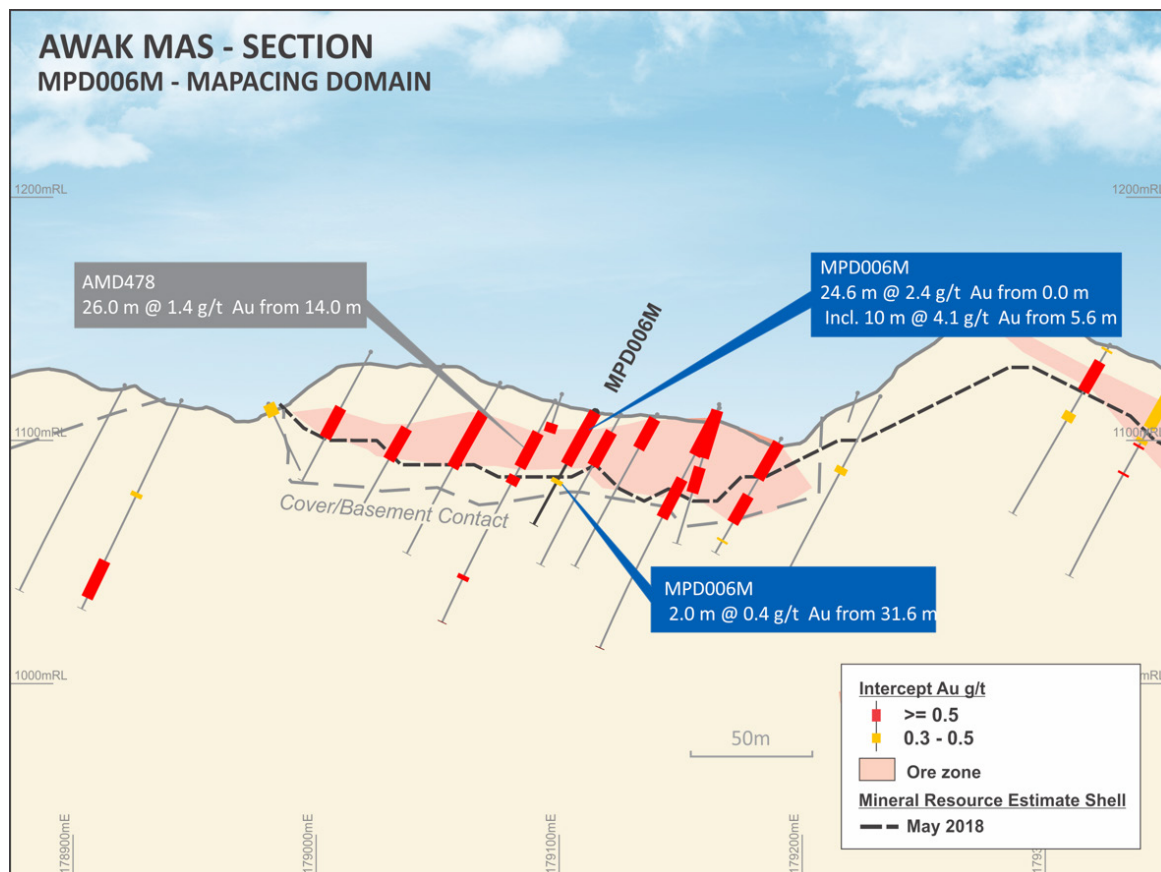 AWAK MAS - SECTION
MPD006M - MAPACING DOMAIN
1200mRL
1200mRL
AMD478
26.0 m @ 1.4 g/t Au from 14.0 m
MPD006M
24.6 m @ 2.4 g/t Au from 0.0 m
Incl. 10 m @ 4.1 g/t Au from 5.6 m
MPD006M
1100mRL
1100mRL
Cover/Basement Contact
MPD006M
2.0 m @ 0.4 g/t Au from 31.6 m
1000mRL
Intercept Au g/t
>= 0.5
0.3 - 0.5
Ore zone
Mineral Resource Estimate Shell
May 2018
50m
178900mE
179000mE
179100mE
179200mE